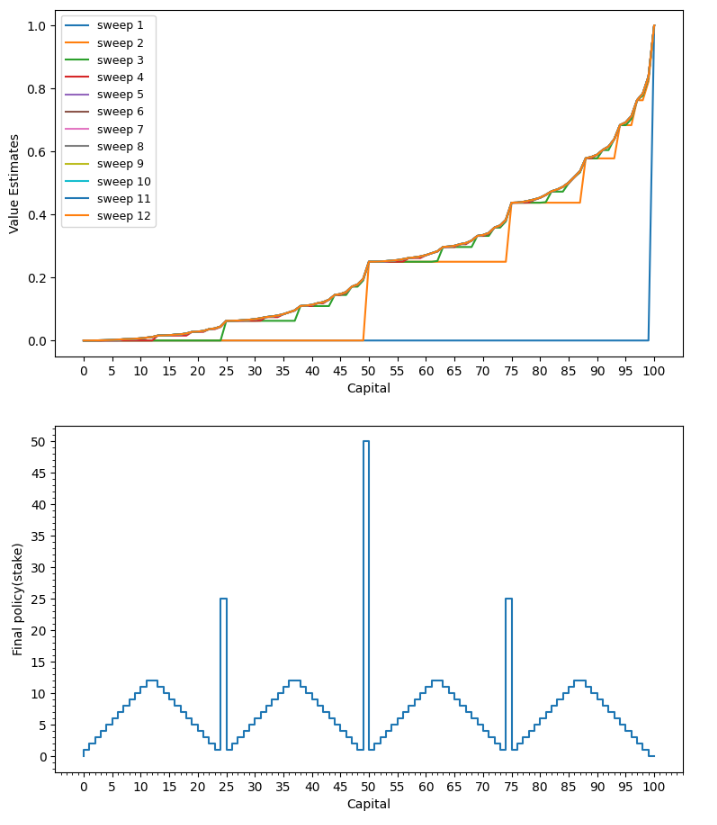 1.0
0.8
0.6
0.4
0.2
0.0
Value Estimates
sweep 1
sweep 2
sweep 3
sweep 4
sweep 5
sweep 6
sweep 7
sweep 8
sweep 9
sweep 10
sweep 11
sweep 12
0 5 10 15 20 25 30 35 40 45 50 55 60 65 70 75 80 85 90 95 100
Capital
50
45
40
35
30
25
20
15
10
5
0
Final policy(stake)
0 5 10 15 20 25 30 35 40 45 50 55 60 65 70 75 80 85 90 95 100
Capital